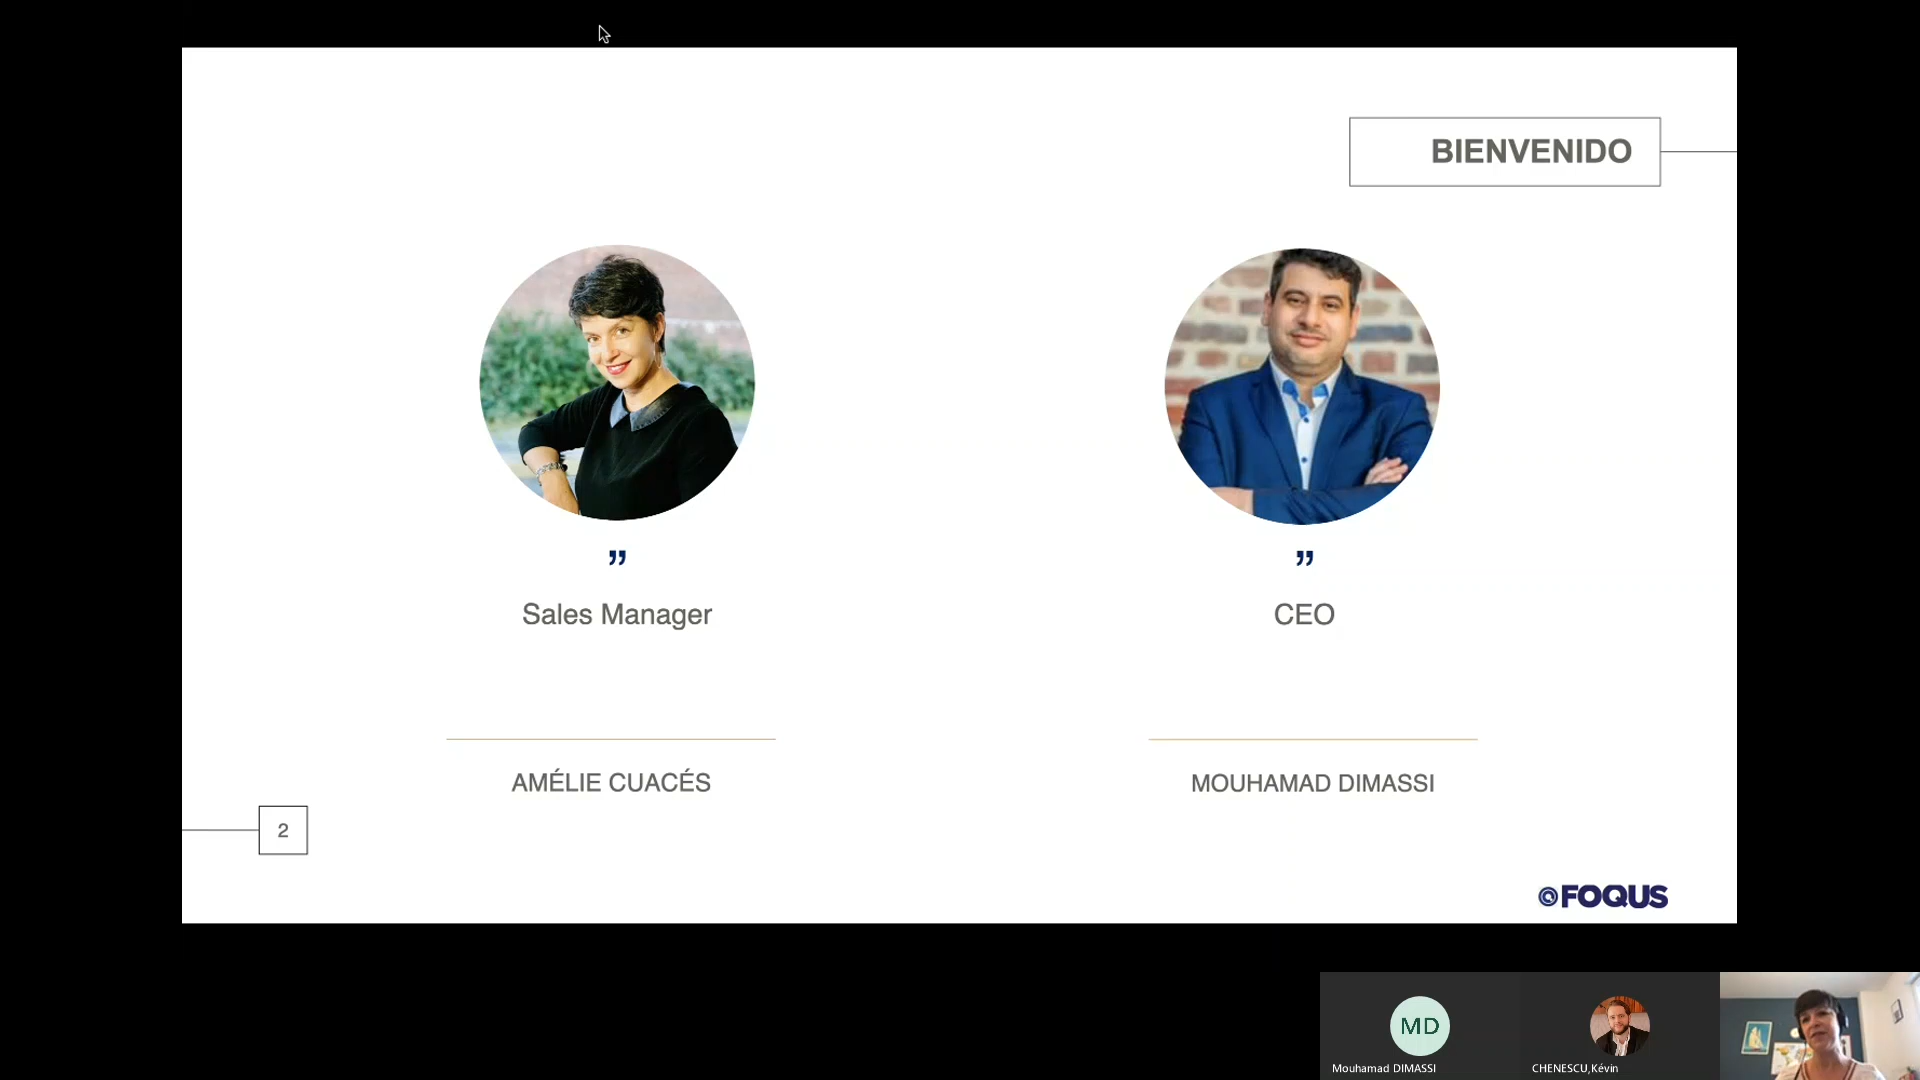 BIENVENIDO
”
”
Sales Manager
CEO
AMÉLIE CUACÉS
MOUHAMAD DIMASSI
2
FOQUS
MD
Mouhamad DIMASSI
CHENESCU,Kévin